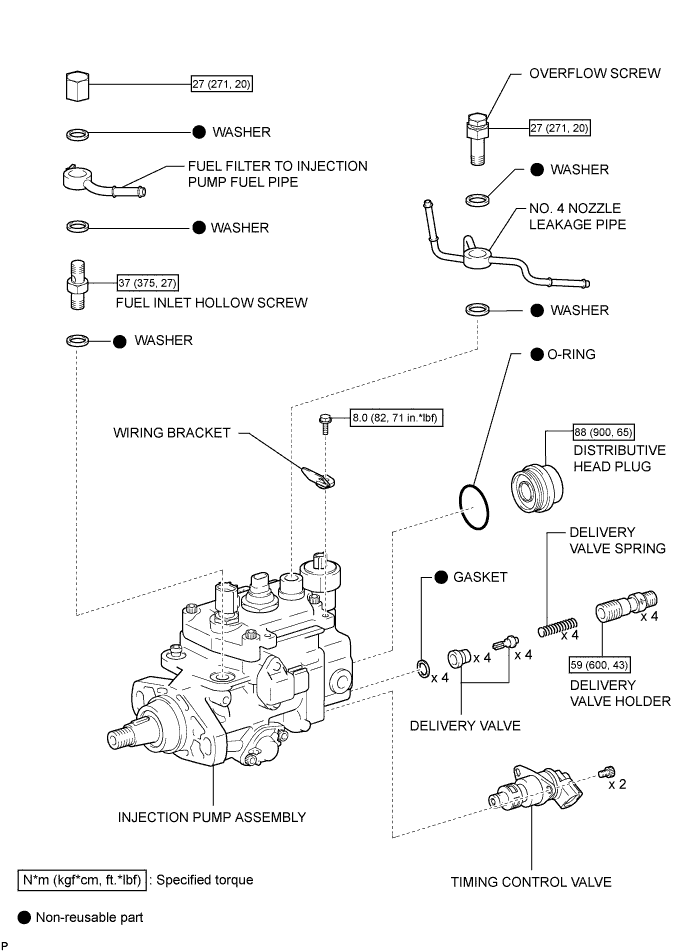 OVERFLOW SCREW
27 (271, 20)
27 (271, 20)
WASHER
WASHER
FUEL FILTER TO INJECTION
PUMP FUEL PIPE
NO. 4 NOZZLE
LEAKAGE PIPE
WASHER
37 (375, 27)
FUEL INLET HOLLOW SCREW
WASHER
WASHER
O-RING
8.0 (82, 71 in.*lbf)
WIRING BRACKET
88 (900, 65)
DISTRIBUTIVE
HEAD PLUG
DELIVERY
VALVE SPRING
GASKET
x 4
x 4
x 4
x 4
x 4
59 (600, 43)
DELIVERY
VALVE HOLDER
DELIVERY VALVE
x 2
INJECTION PUMP ASSEMBLY
TIMING CONTROL VALVE
N*m (kgf*cm, ft.*lbf) : Specified torque
Non-reusable part
P